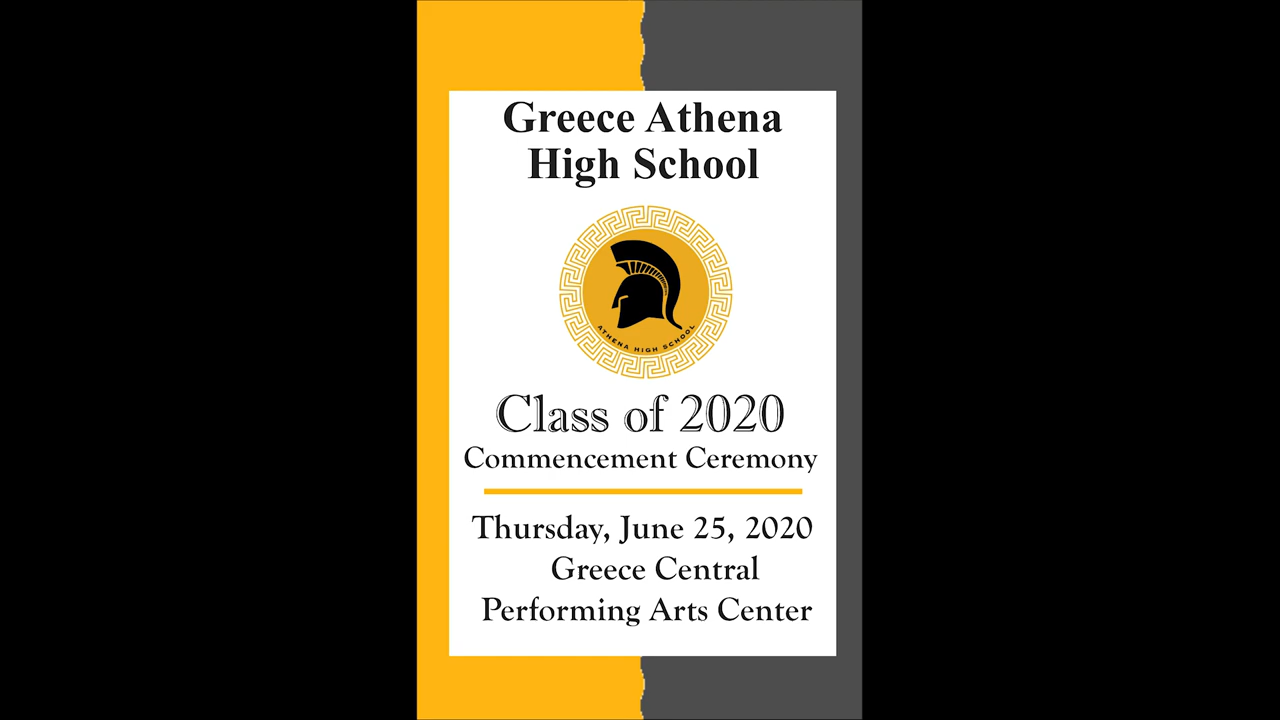 Greece Athena
High School
ATHENA HIGH SCHOOL
Class of 2020
Commencement Ceremony
Thursday, June 25, 2020
Greece Central
Performing Arts Center